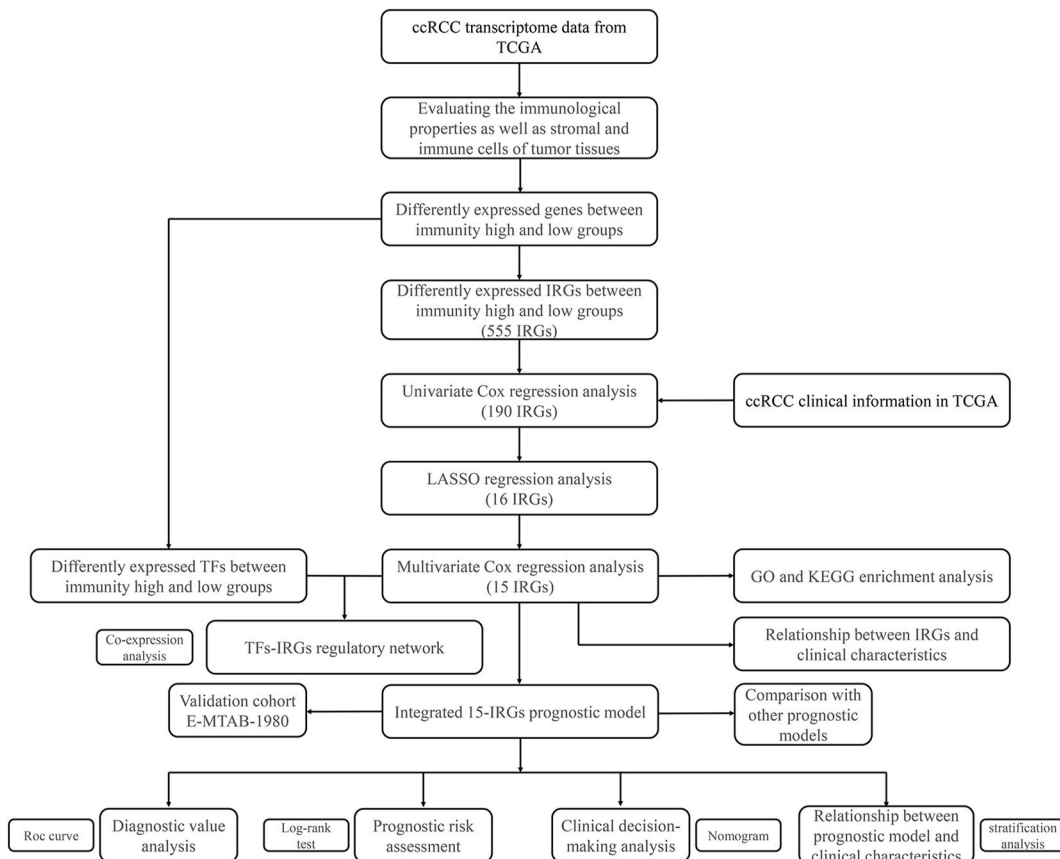 ccRCC transcriptome data from
TCGA
Evaluating the immunological
properties as well as stromal and
immune cells of tumor tissues
Differently expressed genes between
immunity high and low groups
Differently expressed IRGs between
immunity high and low groups
(555 IRGs)
Univariate Cox regression analysis
(190 IRGs)
ccRCC clinical information in TCGA
LASSO regression analysis
(16 IRGs)
Differently expressed TFs between
immunity high and low groups
Multivariate Cox regression analysis
(15 IRGs)
GO and KEGG enrichment analysis
Co-expression
analysis
TFs-IRGs regulatory network
Relationship between IRGs and
clinical characteristics
Validation cohort
E-MTAB-1980
Integrated 15-IRGs prognostic model
Comparison with
other prognostic
models
Roc curve
Diagnostic value
analysis
Log-rank
test
Prognostic risk
assessment
Clinical decision-
making analysis
Nomogram
Relationship between
prognostic model and
clinical characteristics
stratification
analysis